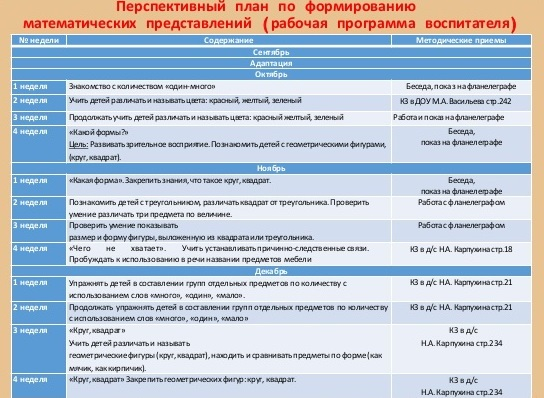 Перспективный план по формированию
математических представлений (рабочая программа воспитателя)
№ недели Содержание Методические приемы
Сентябрь
Адаптация
Октябрь
1 неделя Знакомство с количеством «один-много» Беседа, показ на фланелеграфе
2 неделя Учить детей различать и называть цвета: красный, желтый, зеленый КЗ в ДОУ М.А. Васильева стр.242
3 неделя Продолжать учить детей различать и называть цвета: красный, желтый, зеленый Работа и показ на фланелеграфе
4 неделя «Какой формы?» Беседа,
Цель: Развивать зрительное восприятие. Познакомить детей с геометрическими фигурами, показ на фланелеграфе
(круг, квадрат).
Ноябрь
1 неделя «Какая форма». Закрепить знания, что такое круг, квадрат. Беседа,
показ на фланелеграфе
2 неделя Познакомить детей с треугольником, различать квадрат от треугольника. Проверить Работа с фланелеграфом
умение различать три предмета по величине.
3 неделя Проверить умение показывать Работа с фланелеграфом
размер и форму фигуры, выложенную из квадрата или треугольника.
4 неделя «Чего не хватает». Учить устанавливать причинно-следственные связи. КЗ в д/с Н.А. Карпухина стр.18
Пробуждать к использованию в речи названии предметов мебели
Декабрь
1 неделя Упражнять детей в составлении групп отдельных предметов по количеству с КЗ в д/с Н.А. Карпухина стр.21
использованием слов «много», «один», «мало».
2 неделя Продолжать упражнять детей в составлении групп отдельных предметов по количеству КЗ в д/с Н.А. Карпухина стр.21
с использованием слов «много», «один», «мало»
3 неделя «Круг, квадрат» КЗ в д/с
Учить детей различать и называть Н.А. Карпухина стр.234
геометрические фигуры (круг, квадрат), находить и сравнивать предметы по форме (как
мячик, как кирпичик).
4 неделя «Круг, квадрат» Закрепить геометрических фигур: круг, квадрат. КЗ в д/с
Н.А. Карпухина стр.234